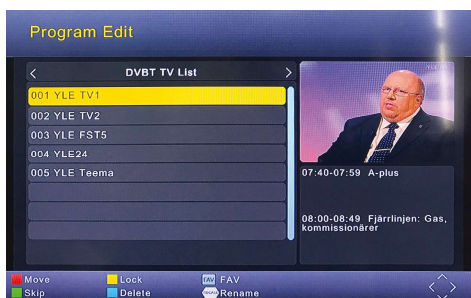 Program Edit
DVBT TV List
001 YLE TV1
002 YLE TV2
003 YLE FST5
004 YLE24
005 YLE Teema
07:40-07:59 A-plus
08:00-08:49 Fjärrlinjen: Gas,
kommissionärer
Move Lock FAV FAV
Skip Delete Rename